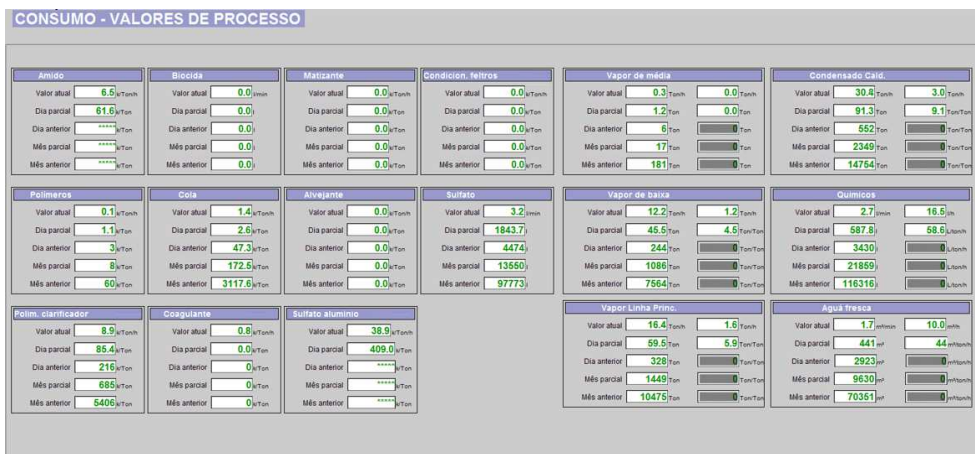 CONSUMO - VALORES DE PROCESSO
Amido
Valor atual 6.5 k/Ton/h
Dia parcial 61.6 k/Ton
Dia anterior ***** k/Ton
Mês parcial ***** k/Ton
Mês anterior ***** k/Ton
Biocida
Valor atual 0.0 l/min
Dia parcial 0.0 l
Dia anterior 0.0 l
Mês parcial 0.0 l
Mês anterior 0.0 l
Matizante
Valor atual 0.0 k/Ton/h
Dia parcial 0.0 k/Ton
Dia anterior 0.0 k/Ton
Mês parcial 0.0 k/Ton
Mês anterior 0.0 k/Ton
Condicion. feltros
Valor atual 0.0 k/Ton/h
Dia parcial 0.0 k/Ton
Dia anterior 0.0 k/Ton
Mês parcial 0.0 k/Ton
Mês anterior 0.0 k/Ton
Vapor de média
Valor atual 0.3 Ton/h 0.0 Ton/h
Dia parcial 1.2 Ton 0.0 Ton
Dia anterior 6 Ton 0 Ton
Mês parcial 17 Ton 0 Ton
Mês anterior 181 Ton 0 Ton
Condensado Cald.
Valor atual 30.4 Ton/h 3.0 Ton/h
Dia parcial 91.3 Ton 9.1 Ton/Ton
Dia anterior 552 Ton 0 Ton/Ton
Mês parcial 2349 Ton 0 Ton/Ton
Mês anterior 14754 Ton 0 Ton/Ton
Polímeros
Valor atual 0.1 k/Ton/h
Dia parcial 1.1 k/Ton
Dia anterior 3 k/Ton
Mês parcial 8 k/Ton
Mês anterior 60 k/Ton
Cola
Valor atual 1.4 k/Ton/h
Dia parcial 2.6 k/Ton
Dia anterior 47.3 k/Ton
Mês parcial 172.5 k/Ton
Mês anterior 3117.6 k/Ton
Alvejante
Valor atual 0.0 k/Ton/h
Dia parcial 0.0 k/Ton
Dia anterior 0.0 k/Ton
Mês parcial 0.0 k/Ton
Mês anterior 0.0 k/Ton
Sulfato
Valor atual 3.2 l/min
Dia parcial 1843.7 l
Dia anterior 4474 l
Mês parcial 13550 l
Mês anterior 97773 l
Vapor de baixa
Valor atual 12.2 Ton/h 1.2 Ton/h
Dia parcial 45.5 Ton 4.5 Ton/Ton
Dia anterior 244 Ton 0 Ton/Ton
Mês parcial 1086 Ton 0 Ton/Ton
Mês anterior 7564 Ton 0 Ton/Ton
Químicos
Valor atual 2.7 l/min 16.5 l/h
Dia parcial 587.8 l 58.6 L/ton/h
Dia anterior 3430 l 0 L/ton/h
Mês parcial 21859 l 0 L/ton/h
Mês anterior 116316 l 0 L/ton/h
Polim. clarificador
Valor atual 8.9 k/Ton/h
Dia parcial 85.4 k/Ton
Dia anterior 216 k/Ton
Mês parcial 685 k/Ton
Mês anterior 5406 k/Ton
Coagulante
Valor atual 0.8 k/Ton/h
Dia parcial 0.0 k/Ton
Dia anterior 0 k/Ton
Mês parcial 0 k/Ton
Mês anterior 0 k/Ton
Sulfato aluminio
Valor atual 38.9 k/Ton/h
Dia parcial 409.0 k/Ton
Dia anterior ***** k/Ton
Mês parcial ***** k/Ton
Mês anterior ***** k/Ton
Vapor Linha Princ.
Valor atual 16.4 Ton/h 1.6 Ton/h
Dia parcial 59.5 Ton 5.9 Ton/Ton
Dia anterior 328 Ton 0 Ton/Ton
Mês parcial 1449 Ton 0 Ton/Ton
Mês anterior 10475 Ton 0 Ton/Ton
Aguá fresca
Valor atual 1.7 m³/min 10.0 m³/h
Dia parcial 441 m³ 44 m³/ton/h
Dia anterior 2923 m³ 0 m³/ton/h
Mês parcial 9630 m³ 0 m³/ton/h
Mês anterior 70351 m³ 0 m³/ton/h